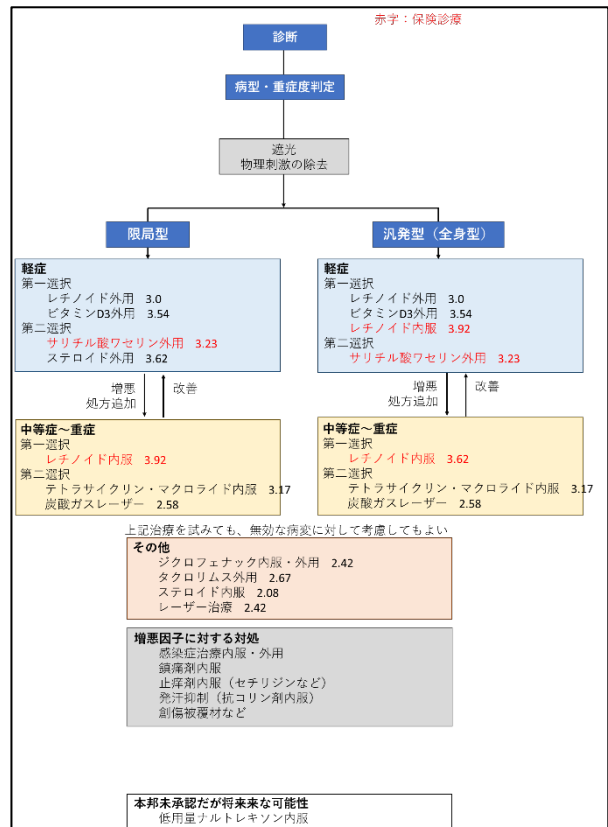 赤字：保険診療
診断
病型・重症度判定
遮光
物理刺激の除去
限局型
軽症
第一選択
レチノイド外用　3.0
ビタミンD3外用　3.54
第二選択
サリチル酸ワセリン外用　3.23
ステロイド外用　3.62
増悪
処方追加
改善
中等症～重症
第一選択
レチノイド内服　3.92
第二選択
テトラサイクリン・マクロライド内服　3.17
炭酸ガスレーザー　2.58
汎発型（全身型）
軽症
第一選択
レチノイド外用　3.0
ビタミンD3外用　3.54
レチノイド内服　3.92
第二選択
サリチル酸ワセリン外用　3.23
増悪
処方追加
改善
中等症～重症
第一選択
レチノイド内服　3.62
第二選択
テトラサイクリン・マクロライド内服　3.17
炭酸ガスレーザー　2.58
上記治療を試みても、無効な病変に対して考慮してもよい
その他
ジクロフェナック内服・外用　2.42
タクロリムス外用　2.67
ステロイド内服　2.08
レーザー治療　2.42
増悪因子に対する対処
感染症治療内服・外用
鎮痛剤内服
止痒剤内服（セチリジンなど）
発汗抑制（抗コリン剤内服）
創傷被覆材など
本邦未承認だが将来来な可能性
低用量ナルトレキソン内服